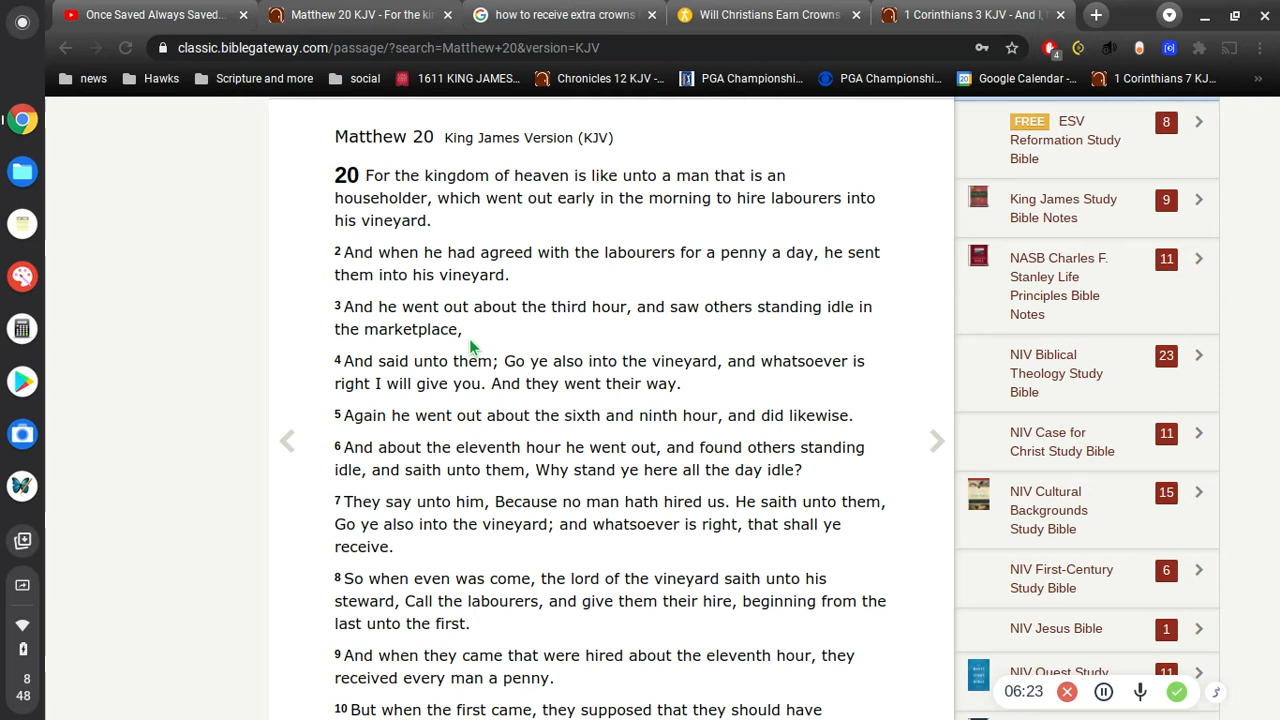 Once Saved Always Saved...
Matthew 20 KJV - For the kin
how to receive extra crowns
Will Christians Earn Crowns
1 Corinthians 3 KJV - And I,
classic.biblegateway.com/passage/?search=Matthew+20&version=KJV
4
news
Hawks
Scripture and more
social
1611 KING JAMES...
Chronicles 12 KJV -...
PGA Championshi...
PGA Championshi...
20
Google Calendar -...
1 Corinthians 7 KJ...
»
Matthew 20 King James Version (KJV)
20 For the kingdom of heaven is like unto a man that is an
householder, which went out early in the morning to hire labourers into
his vineyard.
2 And when he had agreed with the labourers for a penny a day, he sent
them into his vineyard.
3 And he went out about the third hour, and saw others standing idle in
the marketplace,
4 And said unto them; Go ye also into the vineyard, and whatsoever is
right I will give you. And they went their way.
5 Again he went out about the sixth and ninth hour, and did likewise.
6 And about the eleventh hour he went out, and found others standing
idle, and saith unto them, Why stand ye here all the day idle?
7 They say unto him, Because no man hath hired us. He saith unto them,
Go ye also into the vineyard; and whatsoever is right, that shall ye
receive.
8 So when even was come, the lord of the vineyard saith unto his
steward, Call the labourers, and give them their hire, beginning from the
last unto the first.
9 And when they came that were hired about the eleventh hour, they
received every man a penny.
10 But when the first came, they supposed that they should have
FREE ESV 8
Reformation Study
Bible
King James Study 9
Bible Notes
NASB Charles F. 11
Stanley Life
Principles Bible
Notes
NIV Biblical 23
Theology Study
Bible
NIV Case for 11
Christ Study Bible
NIV Cultural 15
Backgrounds
Study Bible
NIV First-Century 6
Study Bible
NIV Jesus Bible 1
NIV Quest Study 11
06:23
8
48